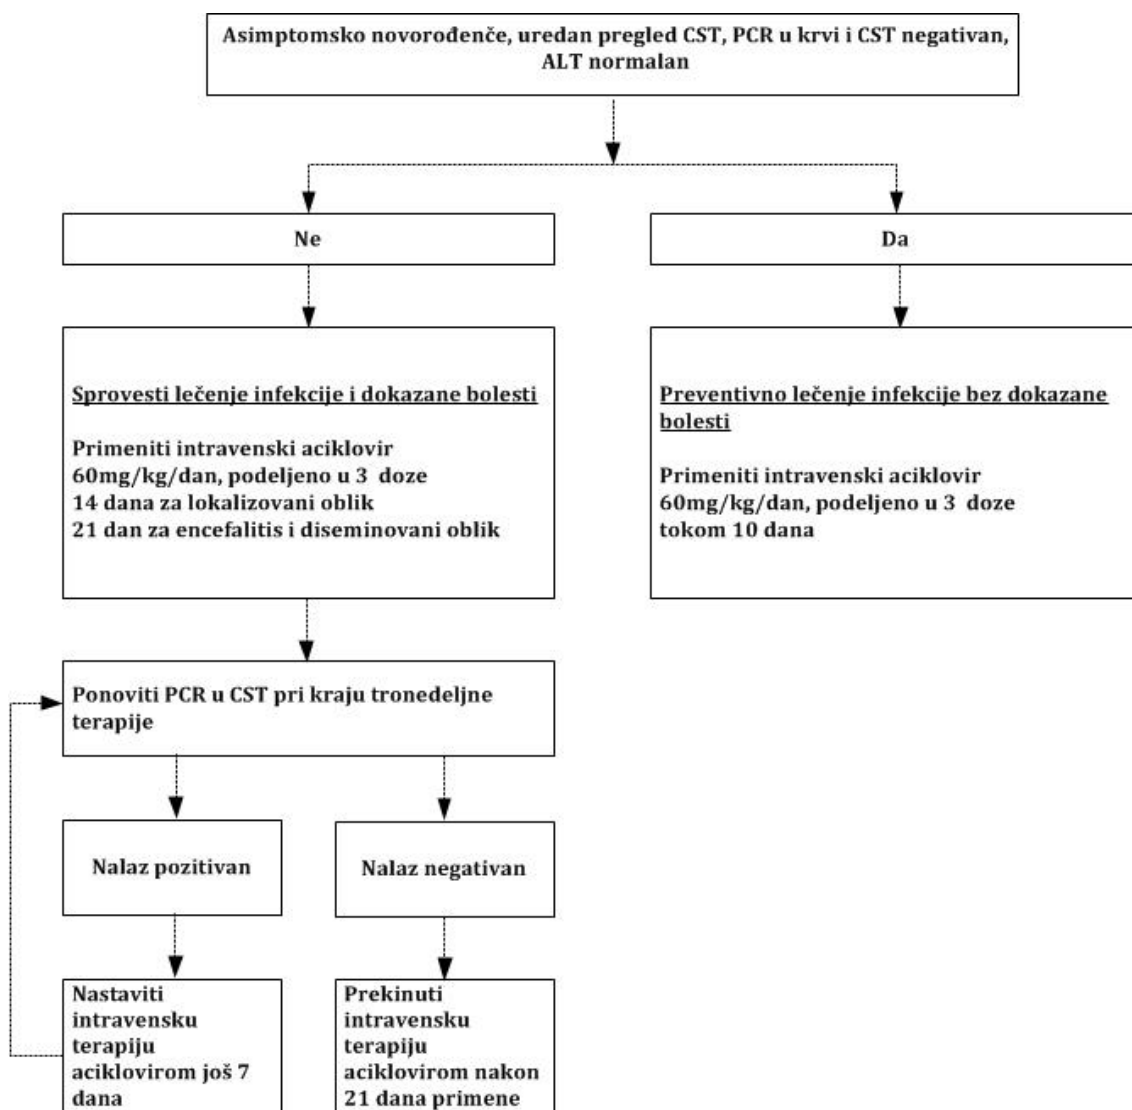 Asimptomsko novorođenče, uredan pregled CST, PCR u krvi i CST negativan,
ALT normalan
Ne
Da
Sprovesti lečenje infekcije i dokazane bolesti
Primeniti intravenski aciklovir
60mg/kg/dan, podeljeno u 3 doze
14 dana za lokalizovani oblik
21 dan za encefalitis i diseminovani oblik
Preventivno lečenje infekcije bez dokazane
bolesti
Primeniti intravenski aciklovir
60mg/kg/dan, podeljeno u 3 doze
tokom 10 dana
Ponoviti PCR u CST pri kraju tronedeljne
terapije
Nalaz pozitivan
Nalaz negativan
Nastaviti
intravensku
terapiju
aciklovirom još 7
dana
Prekinuti
intravensku
terapiju
aciklovirom nakon
21 dana primene